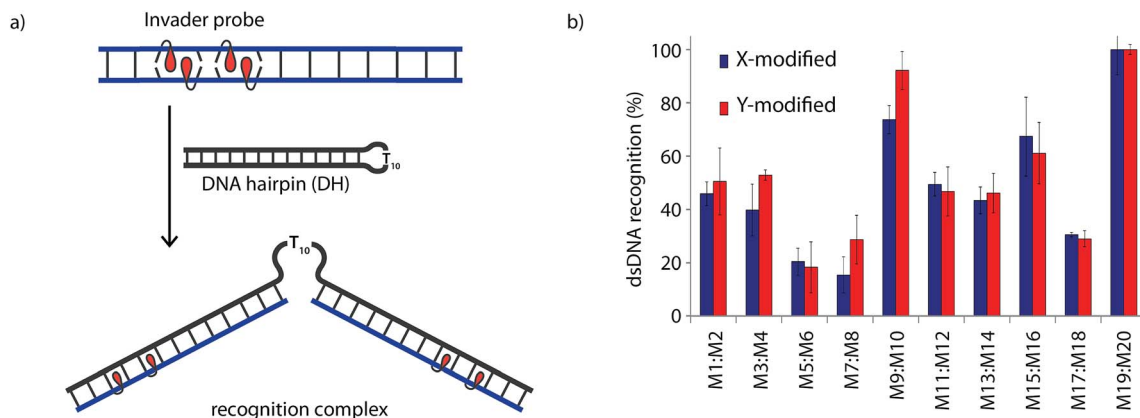 a)
Invader probe
T10
DNA hairpin (DH)
T10
recognition complex
b)
dsDNA recognition (%)
100
80
60
40
20
0
X-modified
Y-modified
M1:M2
M3:M4
M5:M6
M7:M8
M9:M10
M11:M12
M13:M14
M15:M16
M17:M18
M19:M20